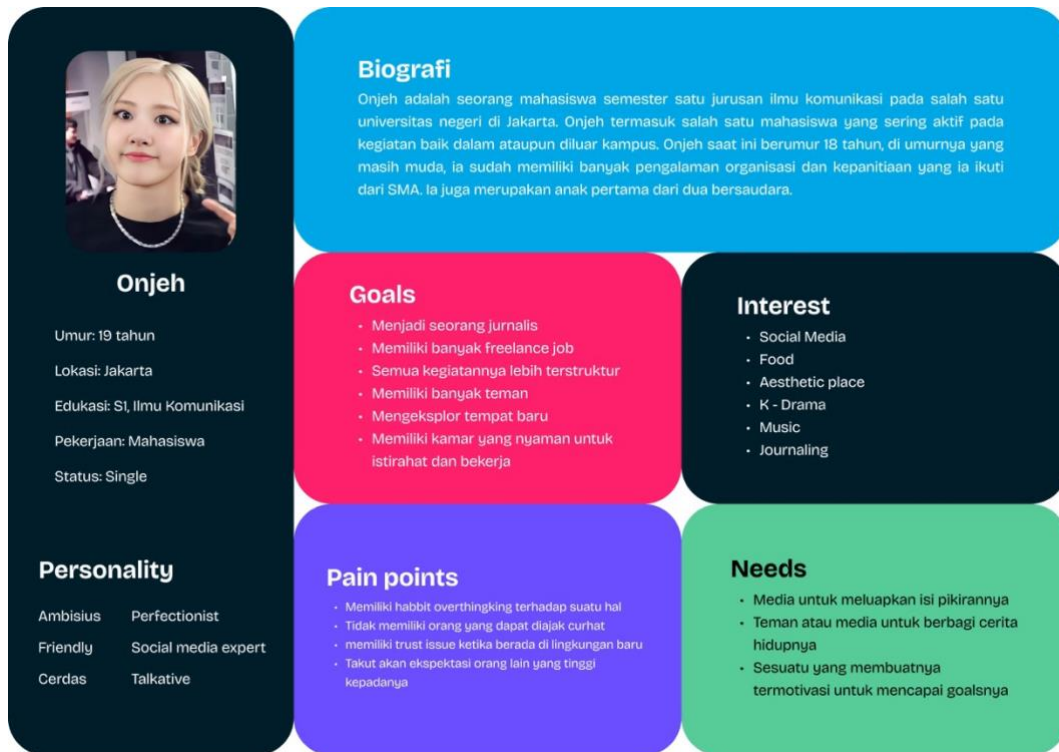 Onjeh
Umur: 19 tahun
Lokasi: Jakarta
Edukasi: S1, Ilmu Komunikasi
Pekerjaan: Mahasiswa
Status: Single
Personality
Ambisius Perfectionist
Friendly Social media expert
Cerdas Talkative
Biografi
Onjeh adalah seorang mahasiswa semester satu jurusan ilmu komunikasi pada salah satu
universitas negeri di Jakarta. Onjeh termasuk salah satu mahasiswa yang sering aktif pada
kegiatan baik dalam ataupun diluar kampus. Onjeh saat ini berumur 18 tahun, di umurnya yang
masih muda, ia sudah memiliki banyak pengalaman organisasi dan kepanitiaan yang ia ikuti
dari SMA. Ia juga merupakan anak pertama dari dua bersaudara.
Goals
• Menjadi seorang jurnalis
• Memiliki banyak freelance job
• Semua kegiatannya lebih terstruktur
• Memiliki banyak teman
• Mengeksplor tempat baru
• Memiliki kamar yang nyaman untuk
istirahat dan bekerja
Interest
• Social Media
• Food
• Aesthetic place
• K - Drama
• Music
• Journaling
Pain points
• Memiliki habbit overthingking terhadap suatu hal
• Tidak memiliki orang yang dapat diajak curhat
• memiliki trust issue ketika berada di lingkungan baru
• Takut akan ekspektasi orang lain yang tinggi
kepadanya
Needs
• Media untuk meluapkan isi pikirannya
• Teman atau media untuk berbagi cerita
hidupnya
• Sesuatu yang membuatnya
termotivasi untuk mencapai goalsnya